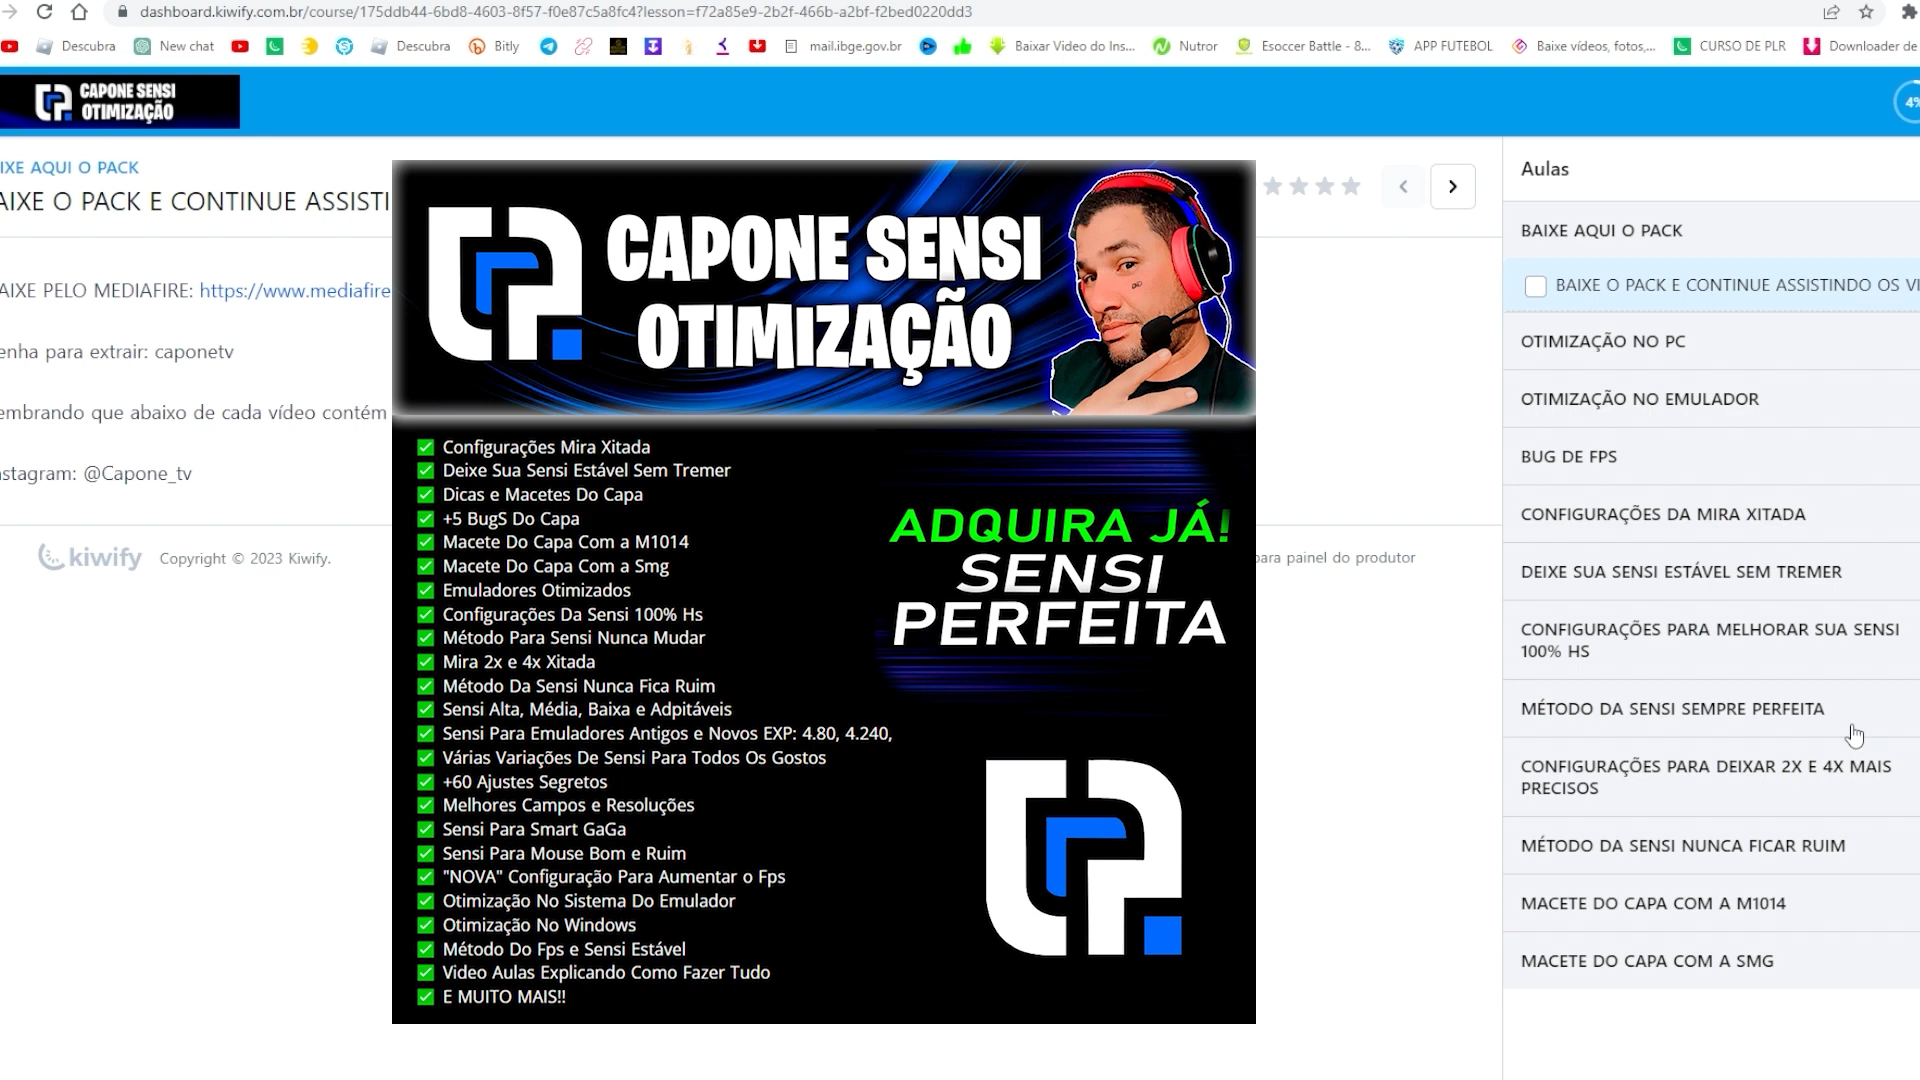 dashboard.kiwify.com.br/course/175ddb44-6bd8-4603-8f57-f0e87c5a8fc4?lesson=f72a85e9-2b2f-466b-a2bf-f2bed0220dd3
Descubra
New chat
Descubra
Bitly
mail.ibge.gov.br
Baixar Video do Ins...
Nutror
Esoccer Battle - 8...
APP FUTEBOL
Baixe vídeos, fotos,...
CURSO DE PLR
Downloader de
CAPONE SENSI
OTIMIZAÇÃO
4%
IXE AQUI O PACK
AIXE O PACK E CONTINUE ASSISTI
AIXE PELO MEDIAFIRE: https://www.mediafire
enha para extrair: caponetv
embrando que abaixo de cada vídeo contém
nstagram: @Capone_tv
kiwify
Copyright © 2023 Kiwify.
para painel do produtor
CAPONE SENSI
OTIMIZAÇÃO
Configurações Mira Xitada
Deixe Sua Sensi Estável Sem Tremer
Dicas e Macetes Do Capa
+5 BugS Do Capa
Macete Do Capa Com a M1014
Macete Do Capa Com a Smg
Emuladores Otimizados
Configurações Da Sensi 100% Hs
Método Para Sensi Nunca Mudar
Mira 2x e 4x Xitada
Método Da Sensi Nunca Fica Ruim
Sensi Alta, Média, Baixa e Adpitáveis
Sensi Para Emuladores Antigos e Novos EXP: 4.80, 4.240,
Várias Variações De Sensi Para Todos Os Gostos
+60 Ajustes Segretos
Melhores Campos e Resoluções
Sensi Para Smart GaGa
Sensi Para Mouse Bom e Ruim
"NOVA" Configuração Para Aumentar o Fps
Otimização No Sistema Do Emulador
Otimização No Windows
Método Do Fps e Sensi Estável
Video Aulas Explicando Como Fazer Tudo
E MUITO MAIS!!
ADQUIRA JÁ!
SENSI
PERFEITA
Aulas
BAIXE AQUI O PACK
BAIXE O PACK E CONTINUE ASSISTINDO OS VI
OTIMIZAÇÃO NO PC
OTIMIZAÇÃO NO EMULADOR
BUG DE FPS
CONFIGURAÇÕES DA MIRA XITADA
DEIXE SUA SENSI ESTÁVEL SEM TREMER
CONFIGURAÇÕES PARA MELHORAR SUA SENSI
100% HS
MÉTODO DA SENSI SEMPRE PERFEITA
CONFIGURAÇÕES PARA DEIXAR 2X E 4X MAIS
PRECISOS
MÉTODO DA SENSI NUNCA FICAR RUIM
MACETE DO CAPA COM A M1014
MACETE DO CAPA COM A SMG